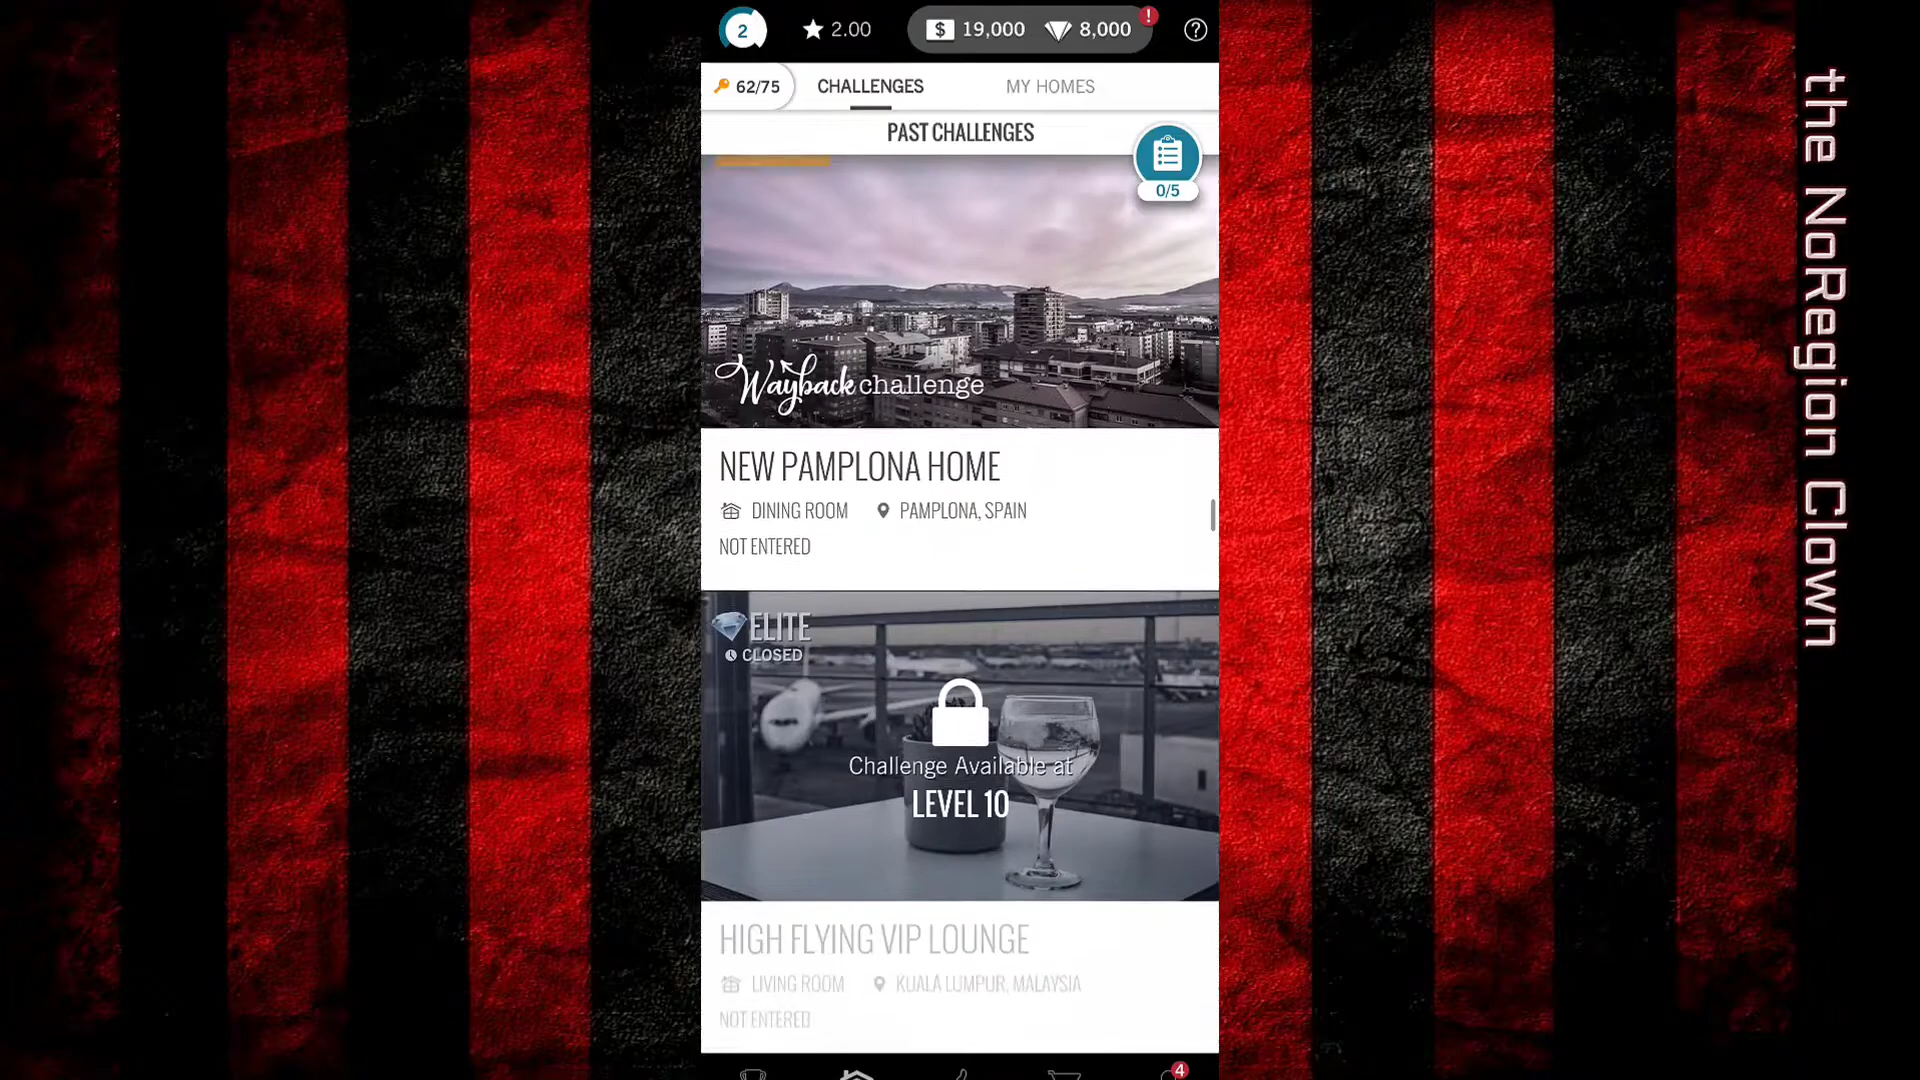 2
2.00
$ 19,000
8,000
!
?
62/75
CHALLENGES
MY HOMES
PAST CHALLENGES
0/5
Wayback challenge
NEW PAMPLONA HOME
DINING ROOM
PAMPLONA, SPAIN
NOT ENTERED
ELITE
CLOSED
Challenge Available at
LEVEL 10
HIGH FLYING VIP LOUNGE
LIVING ROOM
KUALA LUMPUR, MALAYSIA
NOT ENTERED
4
the NoRegion Clown